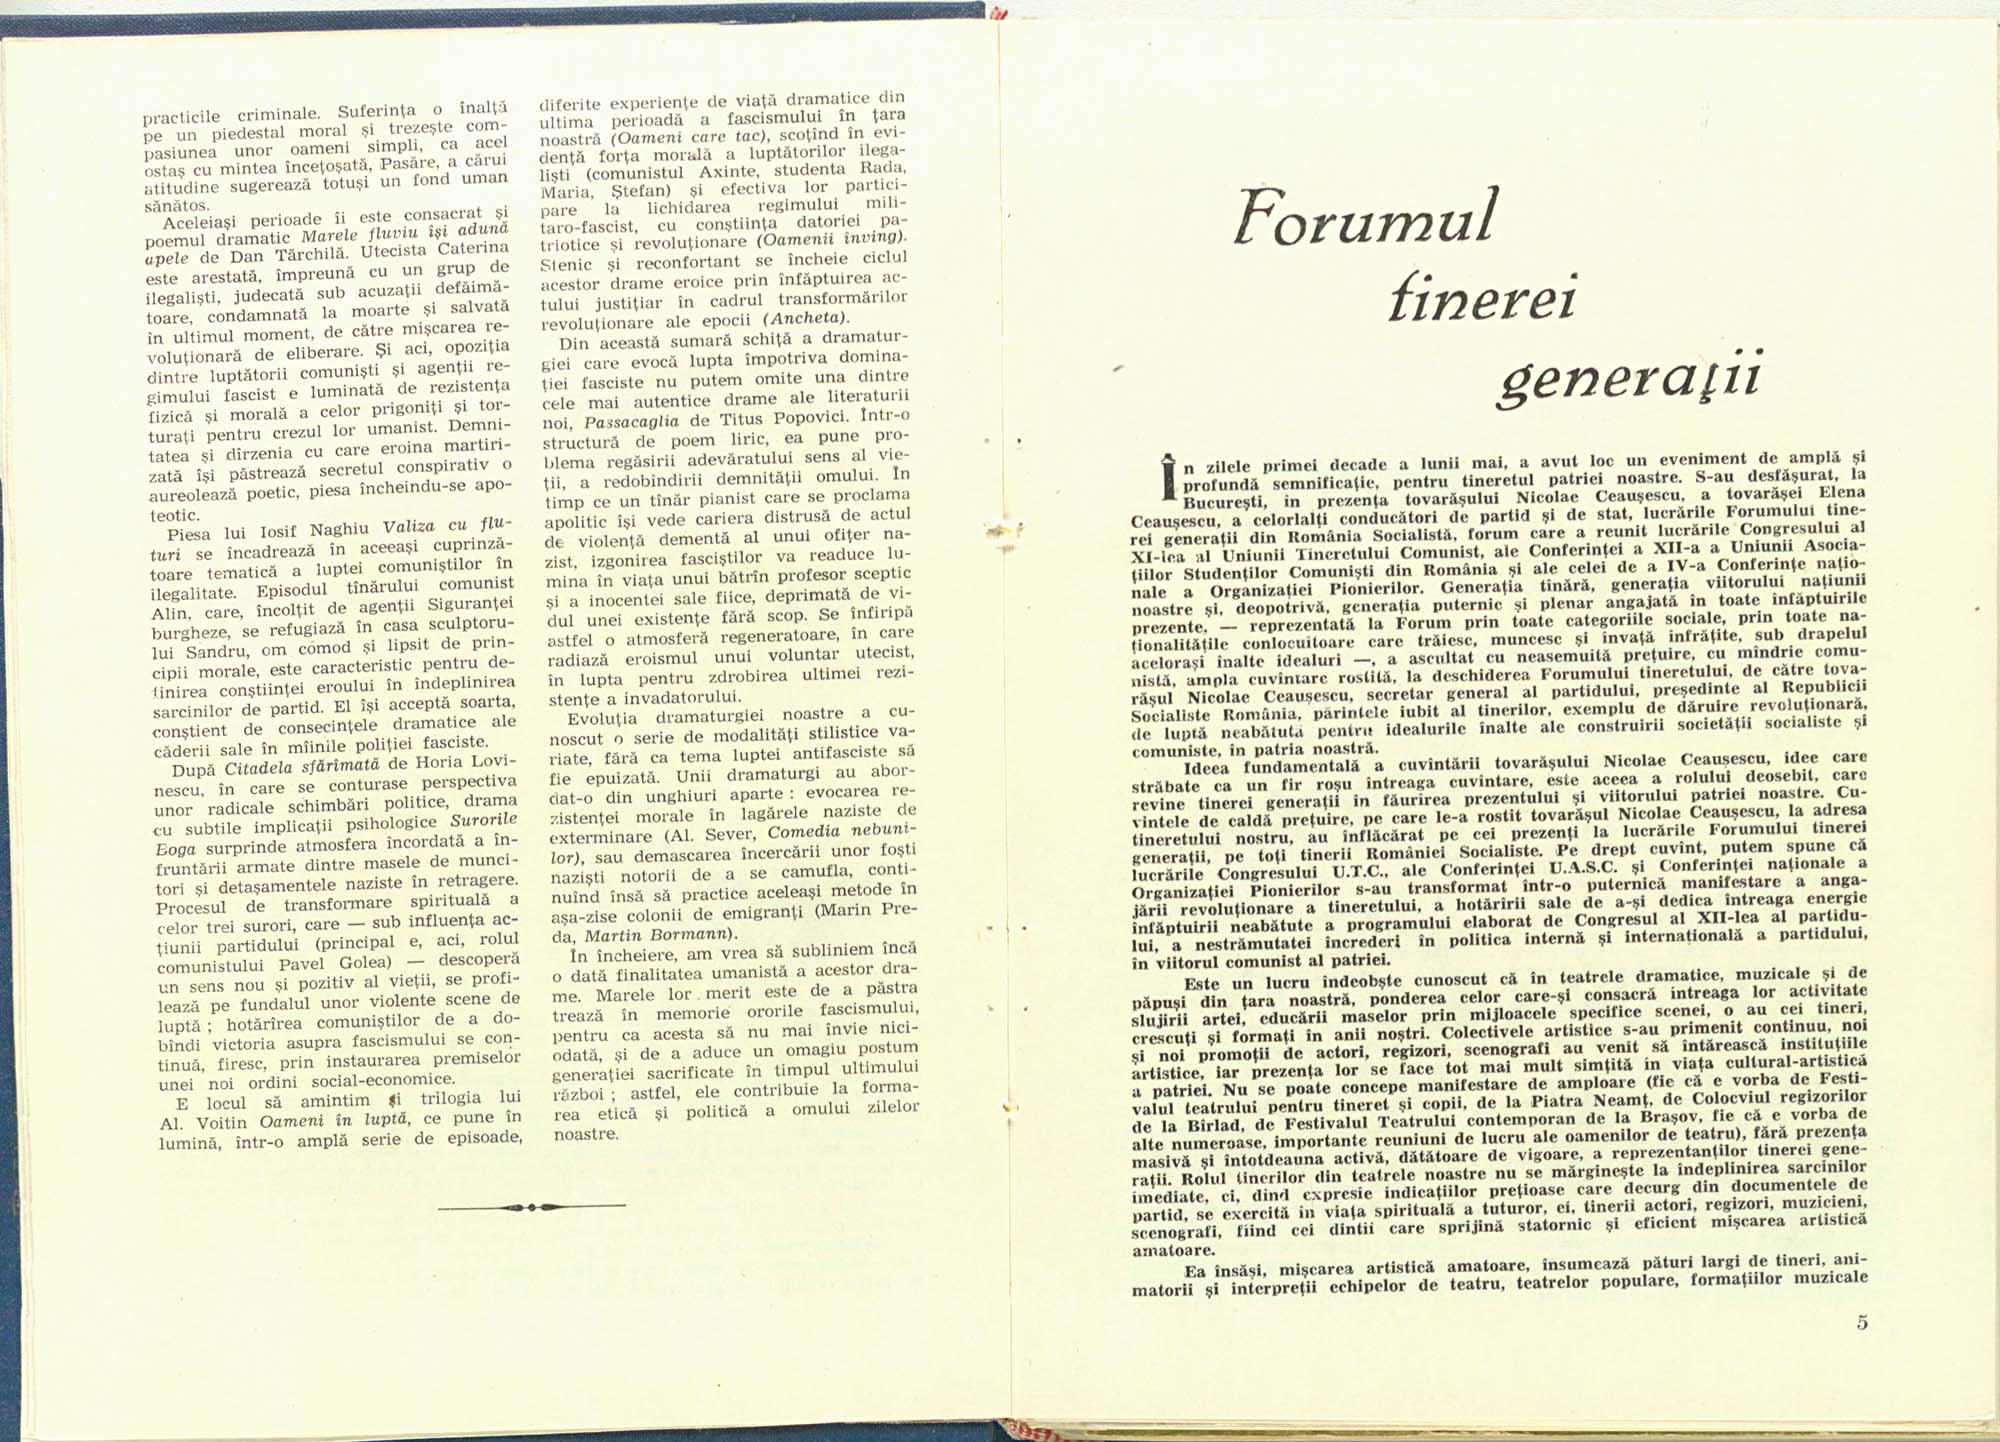 practicile criminale. Suferința o înalță
pe un piedestal moral și trezește com-
pasiunea unor oameni simpli, ca acel
ostaș cu mintea încețoșată, Pasăre, a cărui
atitudine sugerează totuși un fond uman
sănătos.
Aceleiași perioade îi este consacrat și
poemul dramatic Marele fluviu își adună
apele de Dan Tărchilă. Utecista Caterina
este arestată, împreună cu un grup de
ilegaliști, judecată sub acuzații defăimă-
toare, condamnată la moarte și salvată
în ultimul moment, de către mișcarea re-
voluționară de eliberare. Și aci, opoziția
dintre luptătorii comuniști și agenții re-
gimului fascist e luminată de rezistența
fizică și morală a celor prigoniți și tor-
turați pentru crezul lor umanist. Demni-
tatea și dîrzenia cu care eroina martiri-
zată își păstrează secretul conspirativ o
aureolează poetic, piesa încheindu-se apo-
teotic.
Piesa lui Iosif Naghiu Valiza cu flu-
turi se încadrează în aceeași cuprinză-
toare tematică a luptei comuniștilor în
ilegalitate. Episodul tînărului comunist
Alin, care, încolțit de agenții Siguranței
burgheze, se refugiază în casa sculptoru-
lui Sandru, om comod și lipsit de prin-
cipii morale, este caracteristic pentru de-
finirea conștiinței eroului în îndeplinirea
sarcinilor de partid. El își acceptă soarta,
conștient de consecințele dramatice ale
căderii sale în mîinile poliției fasciste.
După Citadela sfărîmată de Horia Lovi-
nescu, în care se conturase perspectiva
unor radicale schimbări politice, drama
cu subtile implicații psihologice Surorile
Boga surprinde atmosfera încordată a în-
fruntării armate dintre masele de munci-
tori și detașamentele naziste în retragere.
Procesul de transformare spirituală a
celor trei surori, care — sub influența ac-
țiunii partidului (principal e, aci, rolul
comunistului Pavel Golea) — descoperă
un sens nou și pozitiv al vieții, se profi-
lează pe fundalul unor violente scene de
luptă ; hotărîrea comuniștilor de a do-
bîndi victoria asupra fascismului se con-
tinuă, firesc, prin instaurarea premiselor
unei noi ordini social-economice.
E locul să amintim și trilogia lui
Al. Voitin Oameni în luptă, ce pune în
lumină, într-o amplă serie de episoade,
diferite experiențe de viață dramatice din
ultima perioadă a fascismului în țara
noastră (Oameni care tac), scoțînd în evi-
dență forța morală a luptătorilor ilega-
liști (comunistul Axinte, studenta Rada,
Maria, Ștefan) și efectiva lor partici-
pare la lichidarea regimului mili-
taro-fascist, cu conștiința datoriei pa-
triotice și revoluționare (Oamenii înving).
Stenic și reconfortant se încheie ciclul
acestor drame eroice prin înfăptuirea ac-
tului justițiar în cadrul transformărilor
revoluționare ale epocii (Ancheta).
Din această sumară schiță a dramatur-
giei care evocă lupta împotriva domina-
ției fasciste nu putem omite una dintre
cele mai autentice drame ale literaturii
noi, Passacaglia de Titus Popovici. Într-o
structură de poem liric, ea pune pro-
blema regăsirii adevăratului sens al vie-
ții, a redobîndirii demnității omului. În
timp ce un tînăr pianist care se proclama
apolitic își vede cariera distrusă de actul
de violență dementă al unui ofițer na-
zist, izgonirea fasciștilor va readuce lu-
mina în viața unui bătrîn profesor sceptic
și a inocentei sale fiice, deprimată de vi-
dul unei existențe fără scop. Se înfiripă
astfel o atmosferă regeneratoare, în care
radiază eroismul unui voluntar utecist,
în lupta pentru zdrobirea ultimei rezi-
stențe a invadatorului.
Evoluția dramaturgiei noastre a cu-
noscut o serie de modalități stilistice va-
riate, fără ca tema luptei antifasciste să
fie epuizată. Unii dramaturgi au abor-
dat-o din unghiuri aparte : evocarea re-
zistenței morale în lagărele naziste de
exterminare (Al. Sever, Comedia nebuni-
lor), sau demascarea încercării unor foști
naziști notorii de a se camufla, conti-
nuînd însă să practice aceleași metode în
așa-zise colonii de emigranți (Marin Pre-
da, Martin Bormann).
În încheiere, am vrea să subliniem încă
o dată finalitatea umanistă a acestor dra-
me. Marele lor merit este de a păstra
trează în memorie ororile fascismului,
pentru ca acesta să nu mai învie nici-
odată, și de a aduce un omagiu postum
generației sacrificate în timpul ultimului
război ; astfel, ele contribuie la forma-
rea etică și politică a omului zilelor
noastre.
Forumul
tinerei
generații
În zilele primei decade a lunii mai, a avut loc un eveniment de amplă și
profundă semnificație, pentru tineretul patriei noastre. S-au desfășurat, la
București, in prezența tovarășului Nicolae Ceaușescu, a tovarășei Elena
Ceaușescu, a celorlalți conducători de partid și de stat, lucrările Forumului tine-
rei generații din România Socialistă, forum care a reunit lucrările Congresului al
XI-lea al Uniunii Tineretului Comunist, ale Conferinței a XII-a a Uniunii Asocia-
țiilor Studenților Comuniști din România și ale celei de a IV-a Conferințe națio-
nale a Organizației Pionierilor. Generația tînără, generația viitorului națiunii
noastre și, deopotrivă, generația puternic și plenar angajată în toate înfăptuirile
prezente, — reprezentată la Forum prin toate categoriile sociale, prin toate na-
ționalitățile conlocuitoare care trăiesc, muncesc și învață înfrățite, sub drapelul
acelorași înalte idealuri —, a ascultat cu neasemuită prețuire, cu mîndrie comu-
nistă, ampla cuvîntare rostită, la deschiderea Forumului tineretului, de către tova-
rășul Nicolae Ceaușescu, secretar general al partidului, președinte al Republicii
Socialiste România, părintele iubit al tinerilor, exemplu de dăruire revoluționară,
de luptă neabătută pentru idealurile înalte ale construirii societății socialiste și
comuniste, în patria noastră.
Ideea fundamentală a cuvîntării tovarășului Nicolae Ceaușescu, idee care
străbate ca un fir roșu întreaga cuvintare, este aceea a rolului deosebit, care
revine tinerei generații în făurirea prezentului și viitorului patriei noastre. Cu-
vintele de caldă prețuire, pe care le-a rostit tovarășul Nicolae Ceaușescu, la adresa
tineretului nostru, au înflăcărat pe cei prezenți la lucrările Forumului tinerei
generații, pe toți tinerii României Socialiste. Pe drept cuvînt, putem spune că
lucrările Congresului U.T.C., ale Conferinței U.A.S.C. și Conferinței naționale a
Organizației Pionierilor s-au transformat într-o puternică manifestare a anga-
jării revoluționare a tineretului, a hotărîrii sale de a-și dedica întreaga energie
înfăptuirii neabătute a programului elaborat de Congresul al XII-lea al partidu-
lui, a nestrămutatei încrederi în politica internă și internațională a partidului,
în viitorul comunist al patriei.
Este un lucru îndeobște cunoscut că în teatrele dramatice, muzicale și de
păpuși din țara noastră, ponderea celor care-și consacră intreaga lor activitate
slujirii artei, educării maselor prin mijloacele specifice scenei, o au cei tineri,
crescuți și formați în anii noștri. Colectivele artistice s-au primenit continuu, noi
și noi promoții de actori, regizori, scenografi au venit să întărească instituțiile
artistice, iar prezența lor se face tot mai mult simțită in viața cultural-artistică
a patriei. Nu se poate concepe manifestare de amploare (fie că e vorba de Festi-
valul teatrului pentru tineret și copii, de la Piatra Neamț, de Colocviul regizorilor
de la Bîrlad, de Festivalul Teatrului contemporan de la Brașov, fie că e vorba de
alte numeroase, importante reuniuni de lucru ale oamenilor de teatru), fără prezența
masivă și întotdeauna activă, dătătoare de vigoare, a reprezentanților tinerei gene-
rații. Rolul tinerilor din teatrele noastre nu se mărginește la îndeplinirea sarcinilor
imediate, ci, dind expresie indicațiilor prețioase care decurg din documentele de
partid, se exercită in viața spirituală a tuturor, ei, tinerii actori, regizori, muzicieni,
scenografi, fiind cei dintii care sprijină statornic și eficient mișcarea artistică
amatoare.
Ea însăși, mișcarea artistică amatoare, însumează pături largi de tineri, ani-
matorii și interpreții echipelor de teatru, teatrelor populare, formațiilor muzicale
5